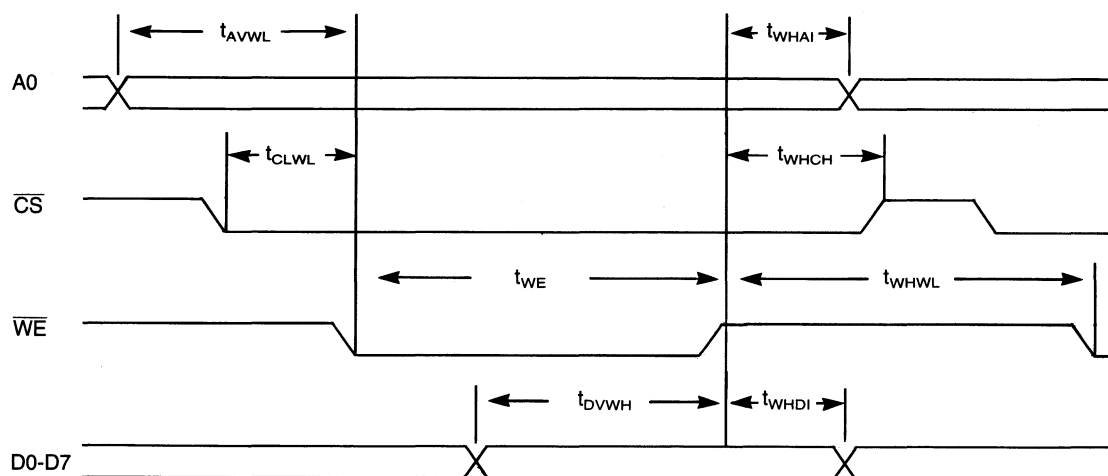 tAVWL tWHAI
A0
tCLWL tWHCH
CS
tWE tWHWL
WE
tDVWH tWHDI
D0-D7